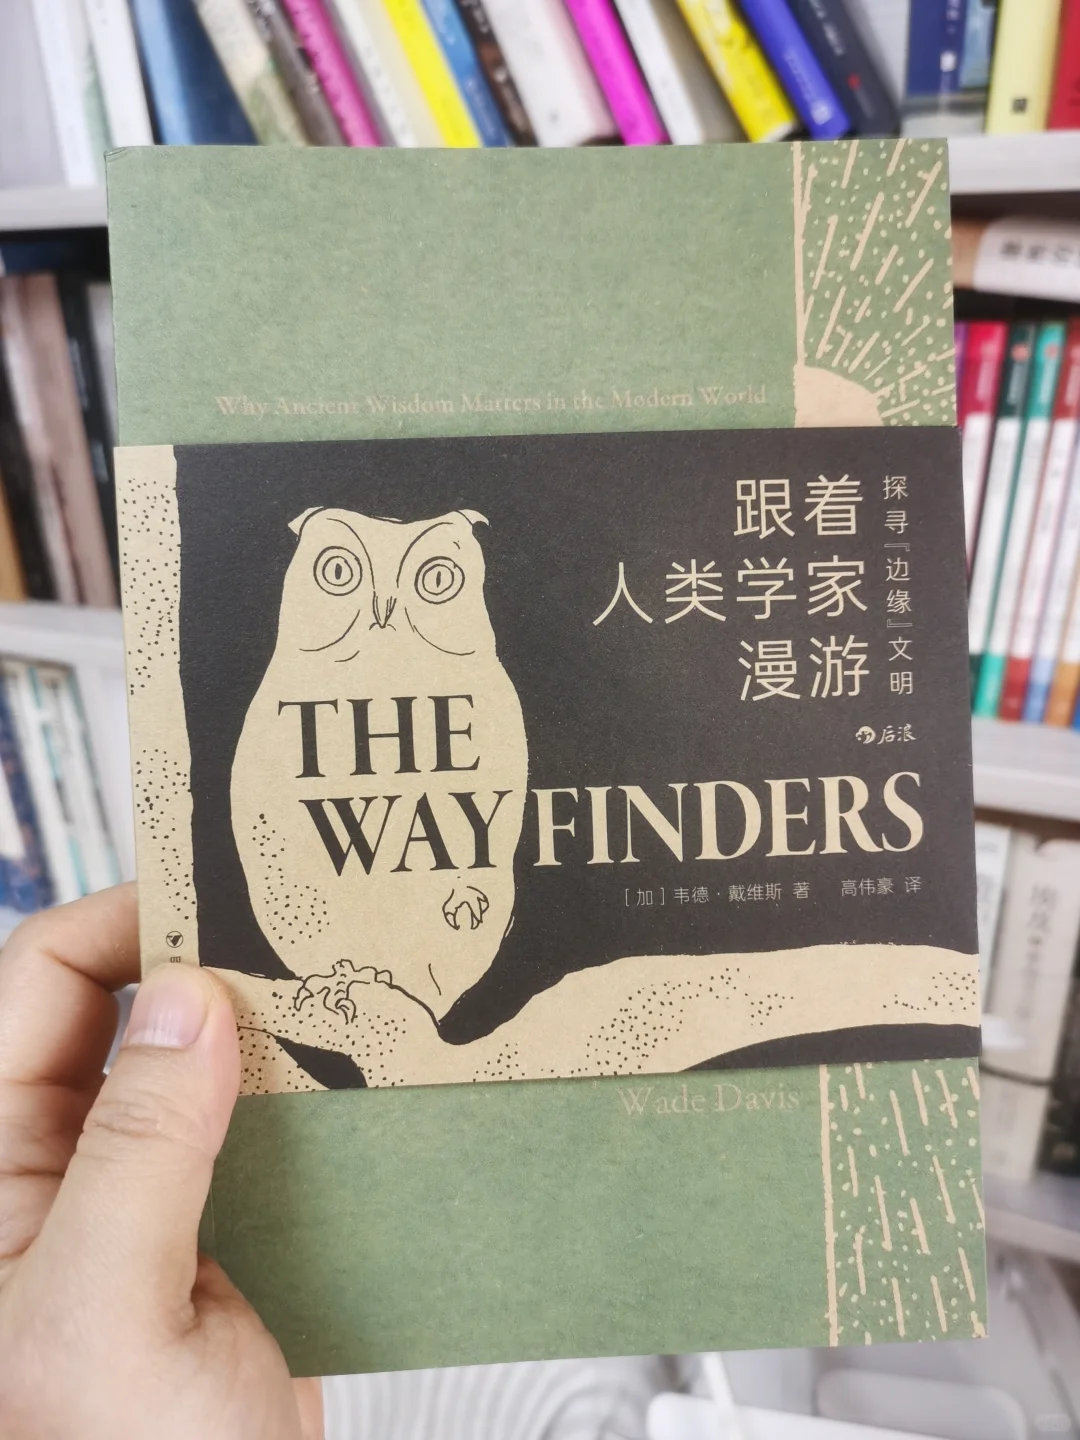 Why Ancient Wisdom Matters in the Modern World
跟着
人类学家
漫游
探寻『边缘』文明
后浪
THE
WAYFINDERS
[加] 韦德·戴维斯 著 高伟豪 译
Wade Davis